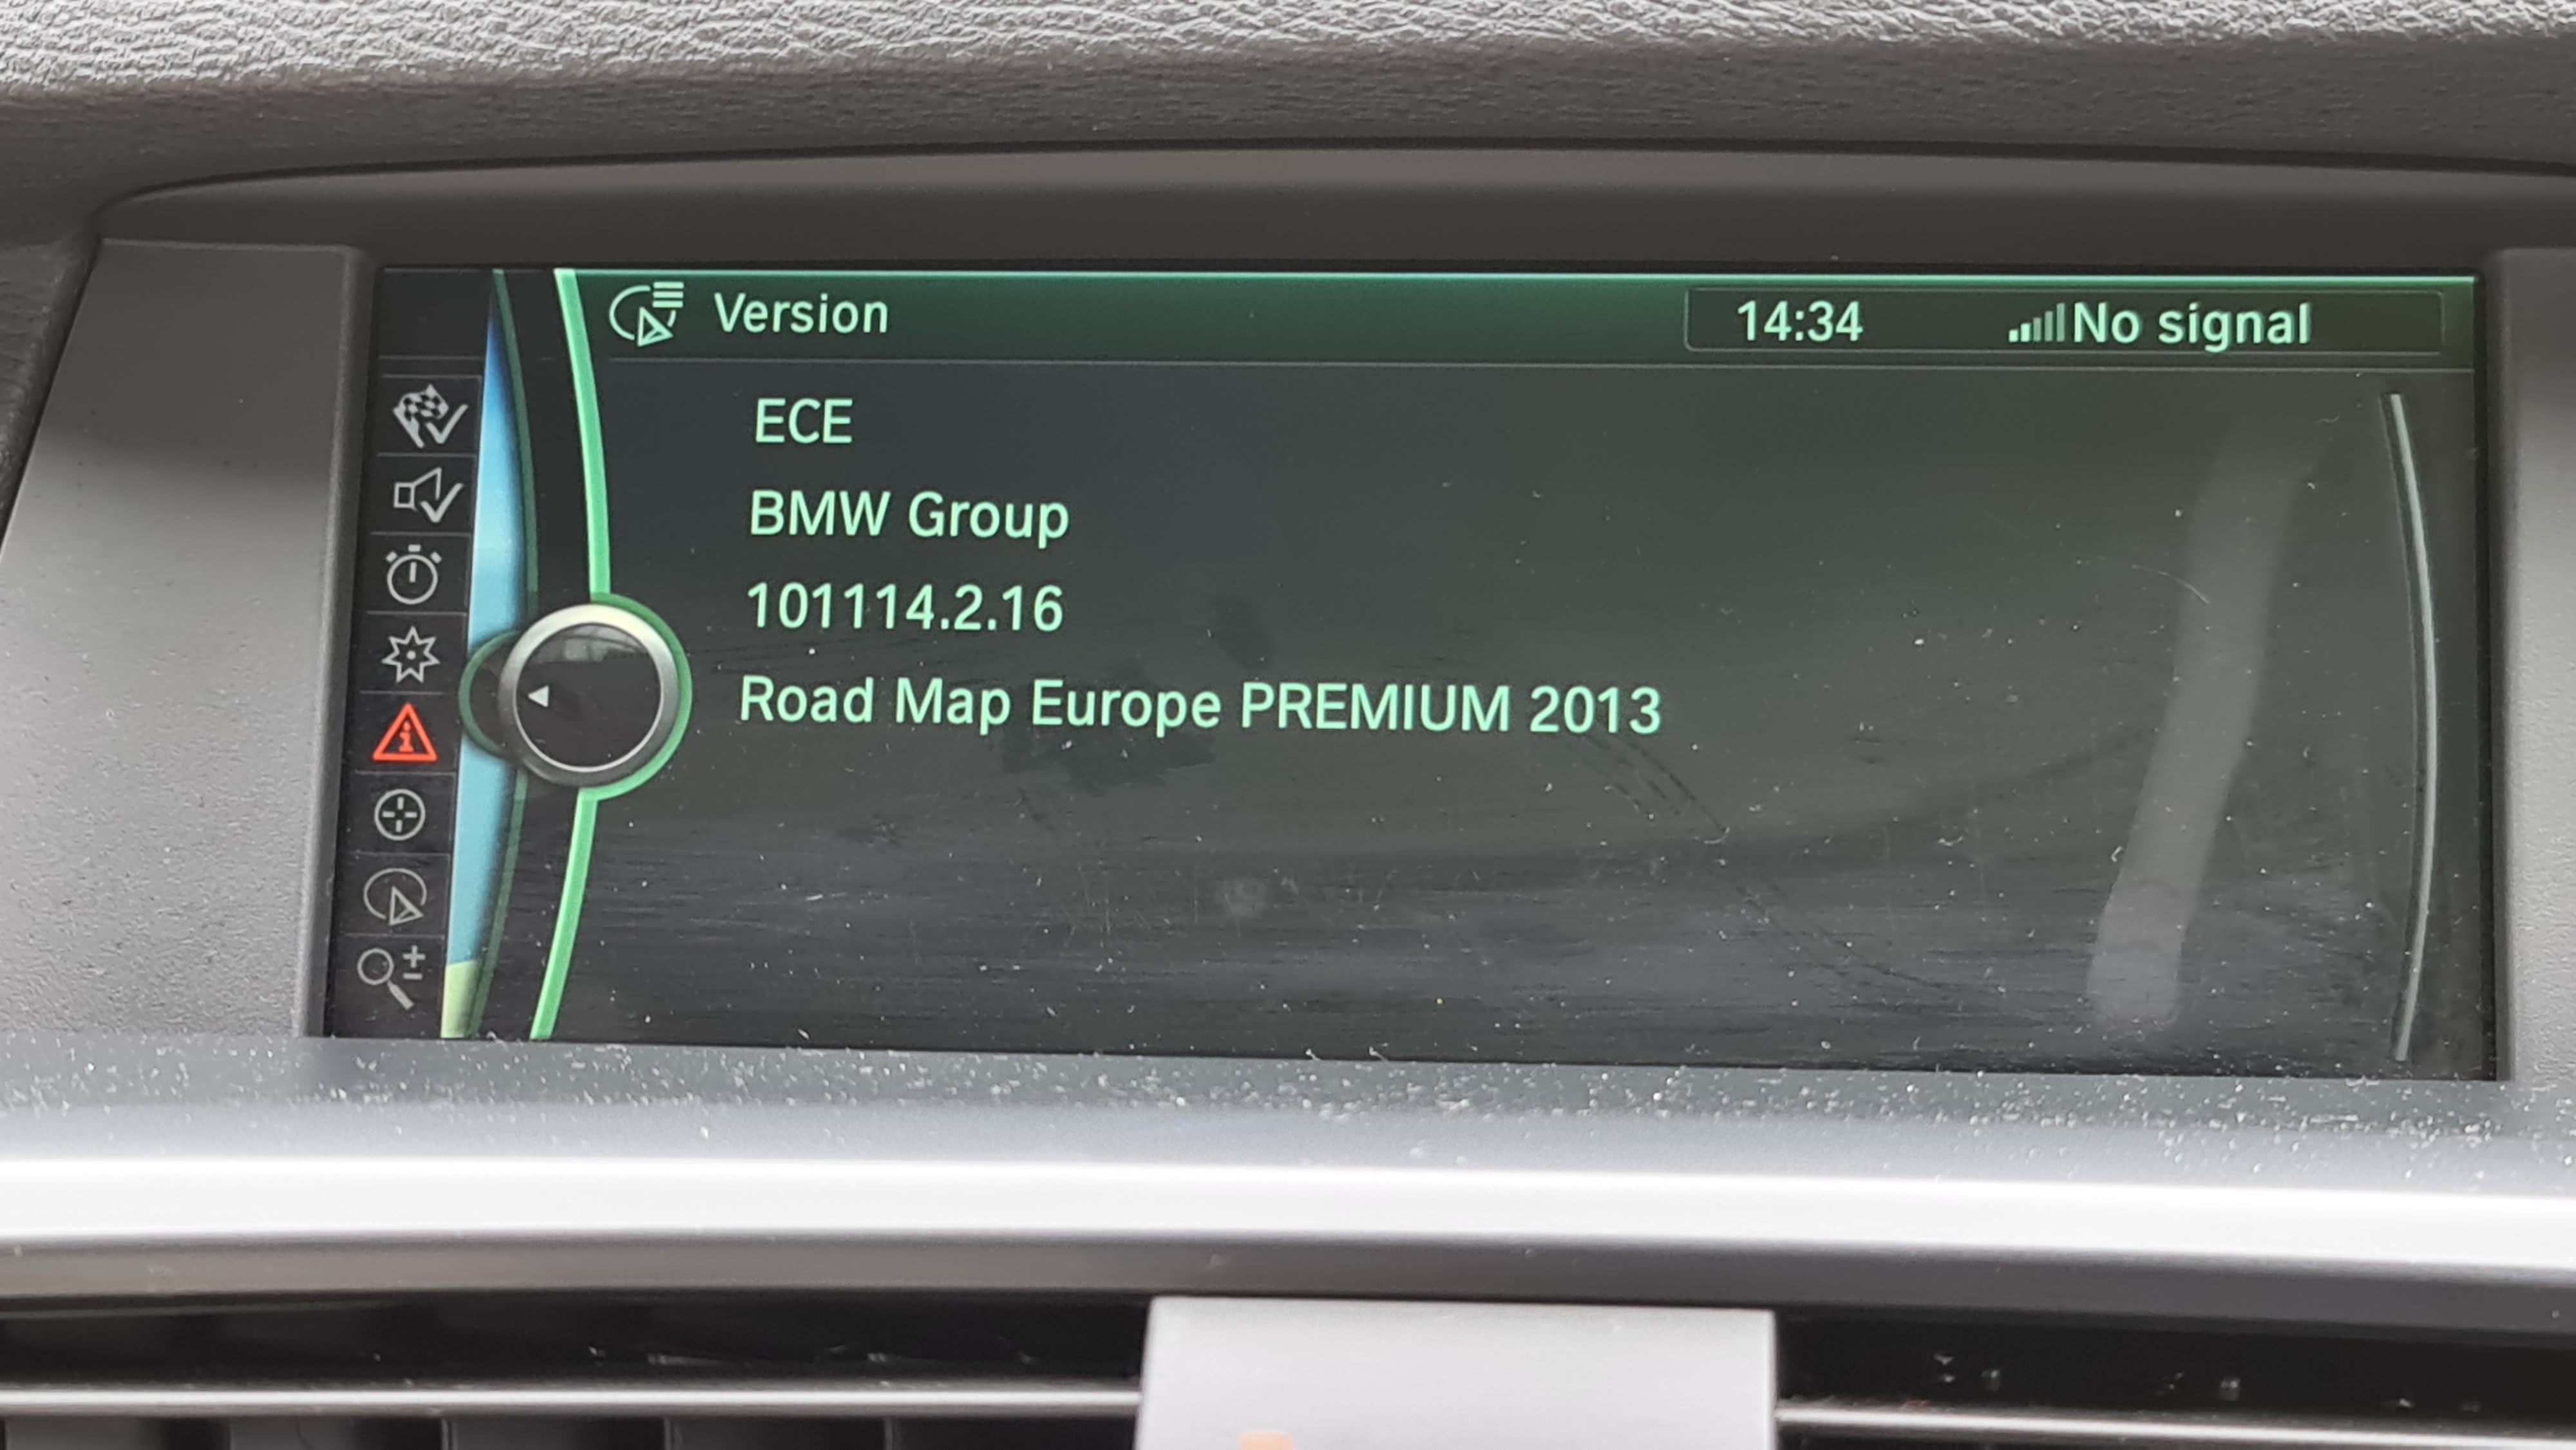 Version
14:34
No signal
ECE
BMW Group
101114.2.16
Road Map Europe PREMIUM 2013